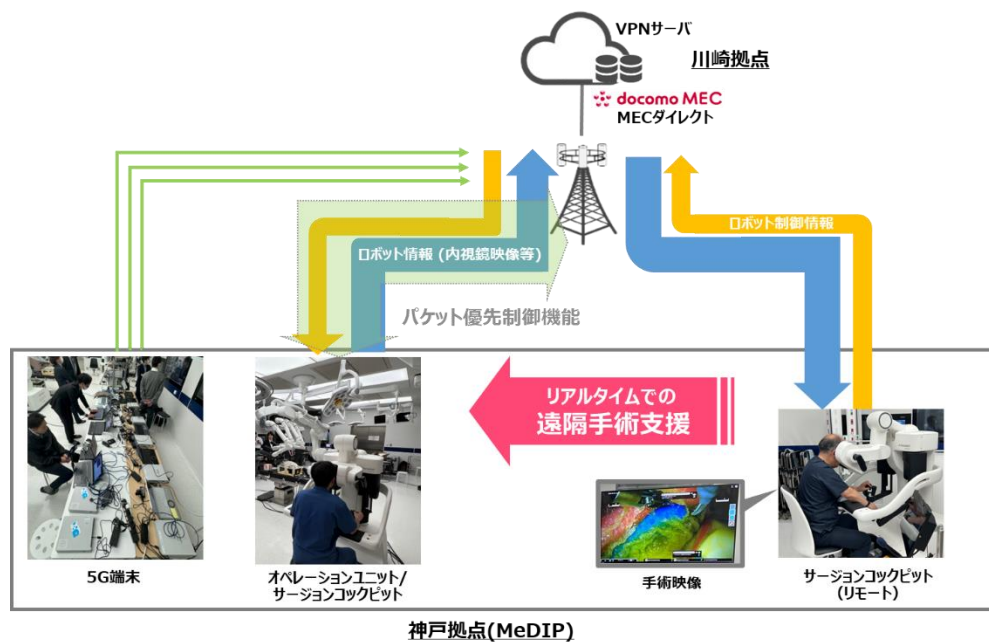 VPNサーバ
川崎拠点
docomo MEC
MECダイレクト
ロボット制御情報
ロボット情報 (内視鏡映像等)
パケット優先制御機能
リアルタイムでの
遠隔手術支援
5G端末
オペレーションユニット/
サージョンコックピット
手術映像
サージョンコックピット
(リモート)
神戸拠点(MeDIP)